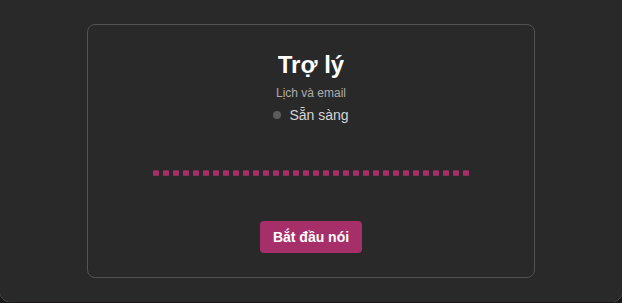 Trợ lý
Lịch và email
Sẵn sàng
Bắt đầu nói